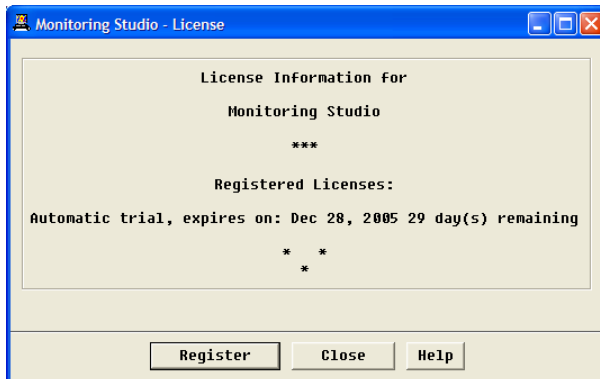 Monitoring Studio - License
License Information for
Monitoring Studio
***
Registered Licenses:
Automatic trial, expires on: Dec 28, 2005 29 day(s) remaining
* *
*
Register Close Help